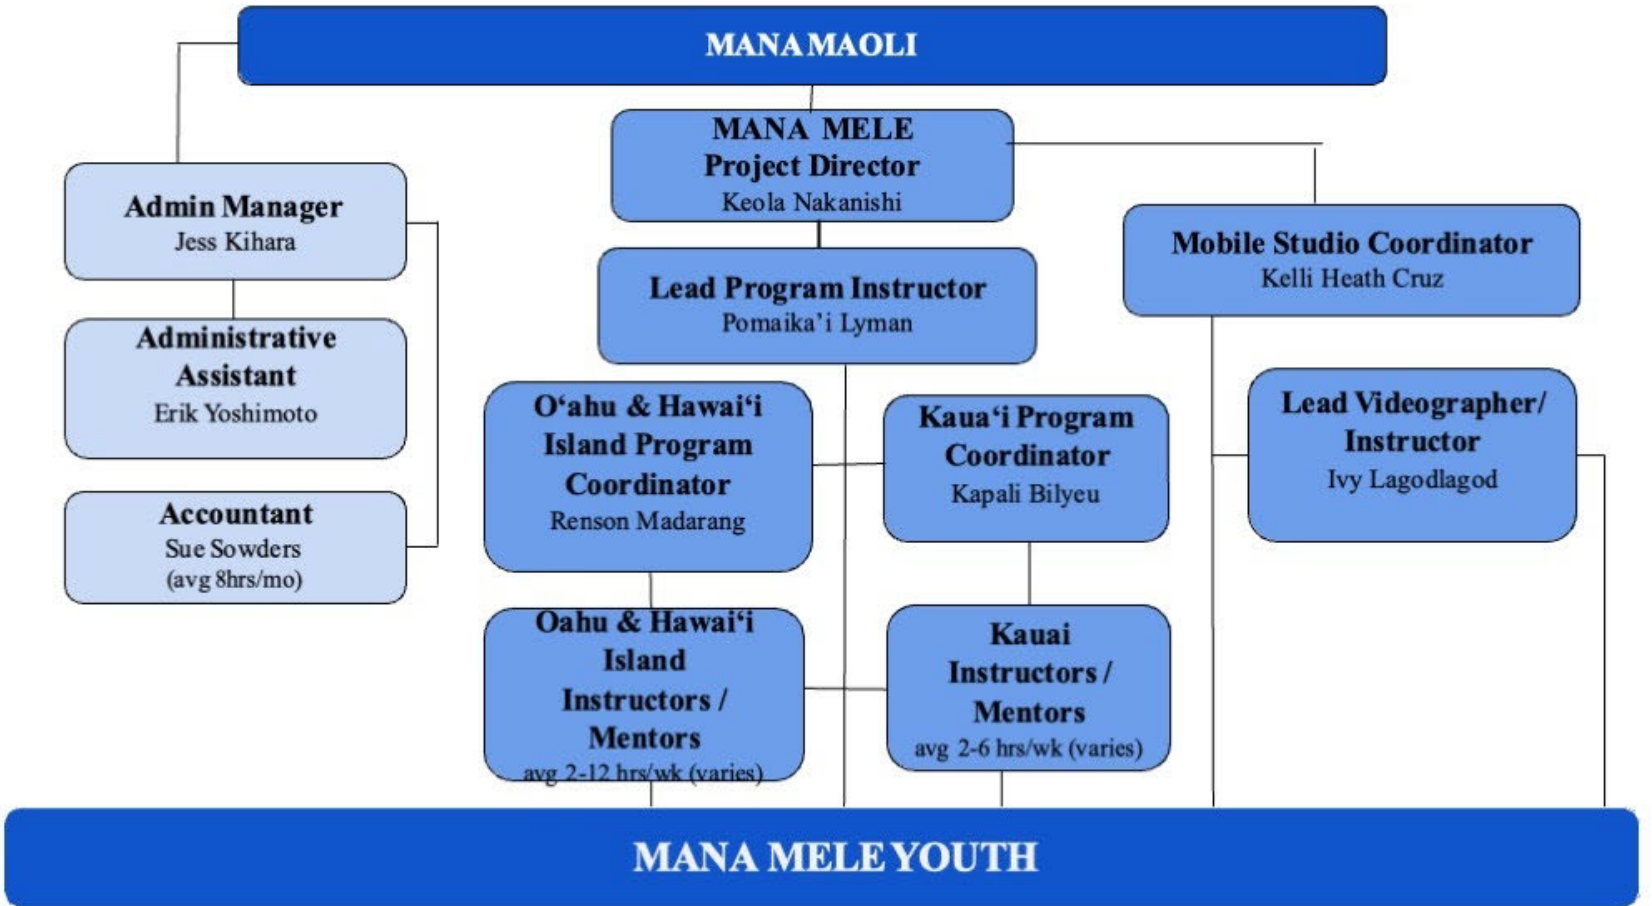 MANA MAOLI
MANA MELE
Project Director
Keola Nakanishi
Admin Manager
Jess Kihara
Mobile Studio Coordinator
Kelli Heath Cruz
Lead Program Instructor
Pomaika’i Lyman
Administrative
Assistant
Erik Yoshimoto
O‘ahu & Hawai‘i
Island Program
Coordinator
Renson Madarang
Kaua‘i Program
Coordinator
Kapali Bilyeu
Lead Videographer/
Instructor
Ivy Lagodlagod
Accountant
Sue Sowders
(avg 8hrs/mo)
Oahu & Hawai‘i
Island
Instructors /
Mentors
avg 2-12 hrs/wk (varies)
Kauai
Instructors /
Mentors
avg 2-6 hrs/wk (varies)
MANA MELE YOUTH